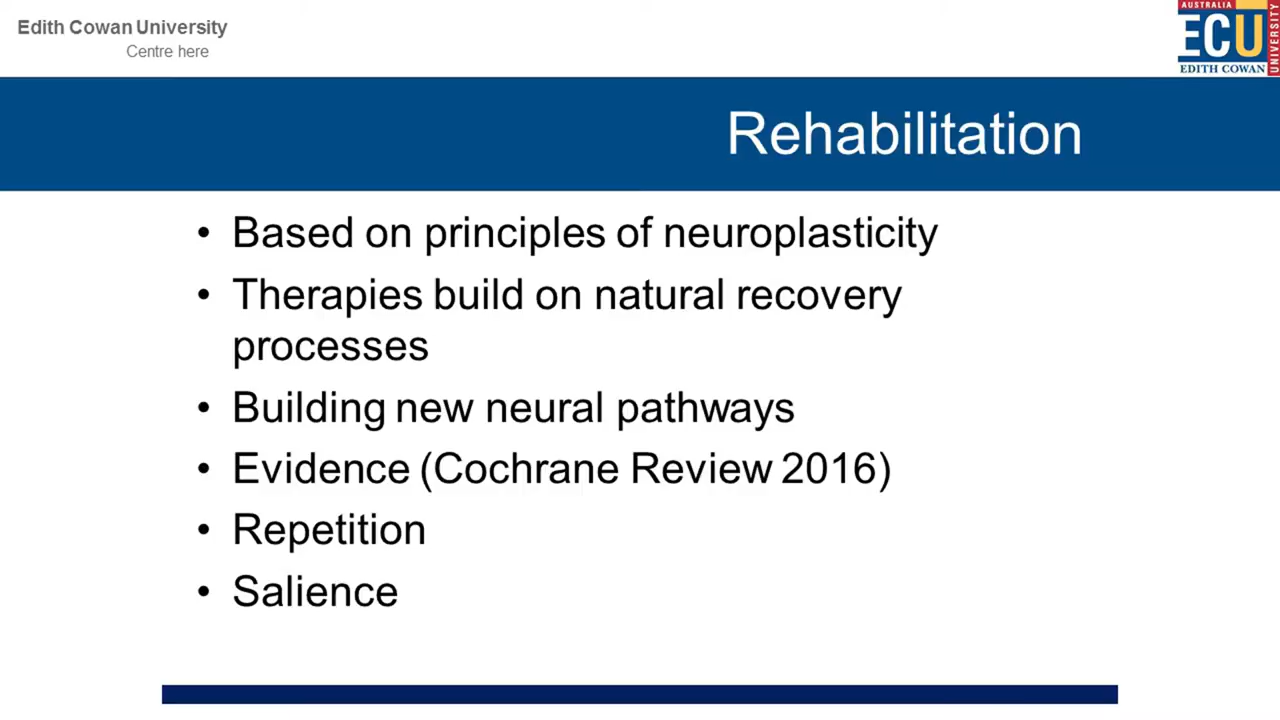 Edith Cowan University
Centre here
AUSTRALIA
ECU
EDITH COWAN
UNIVERSITY
Rehabilitation
• Based on principles of neuroplasticity
• Therapies build on natural recovery
processes
• Building new neural pathways
• Evidence (Cochrane Review 2016)
• Repetition
• Salience